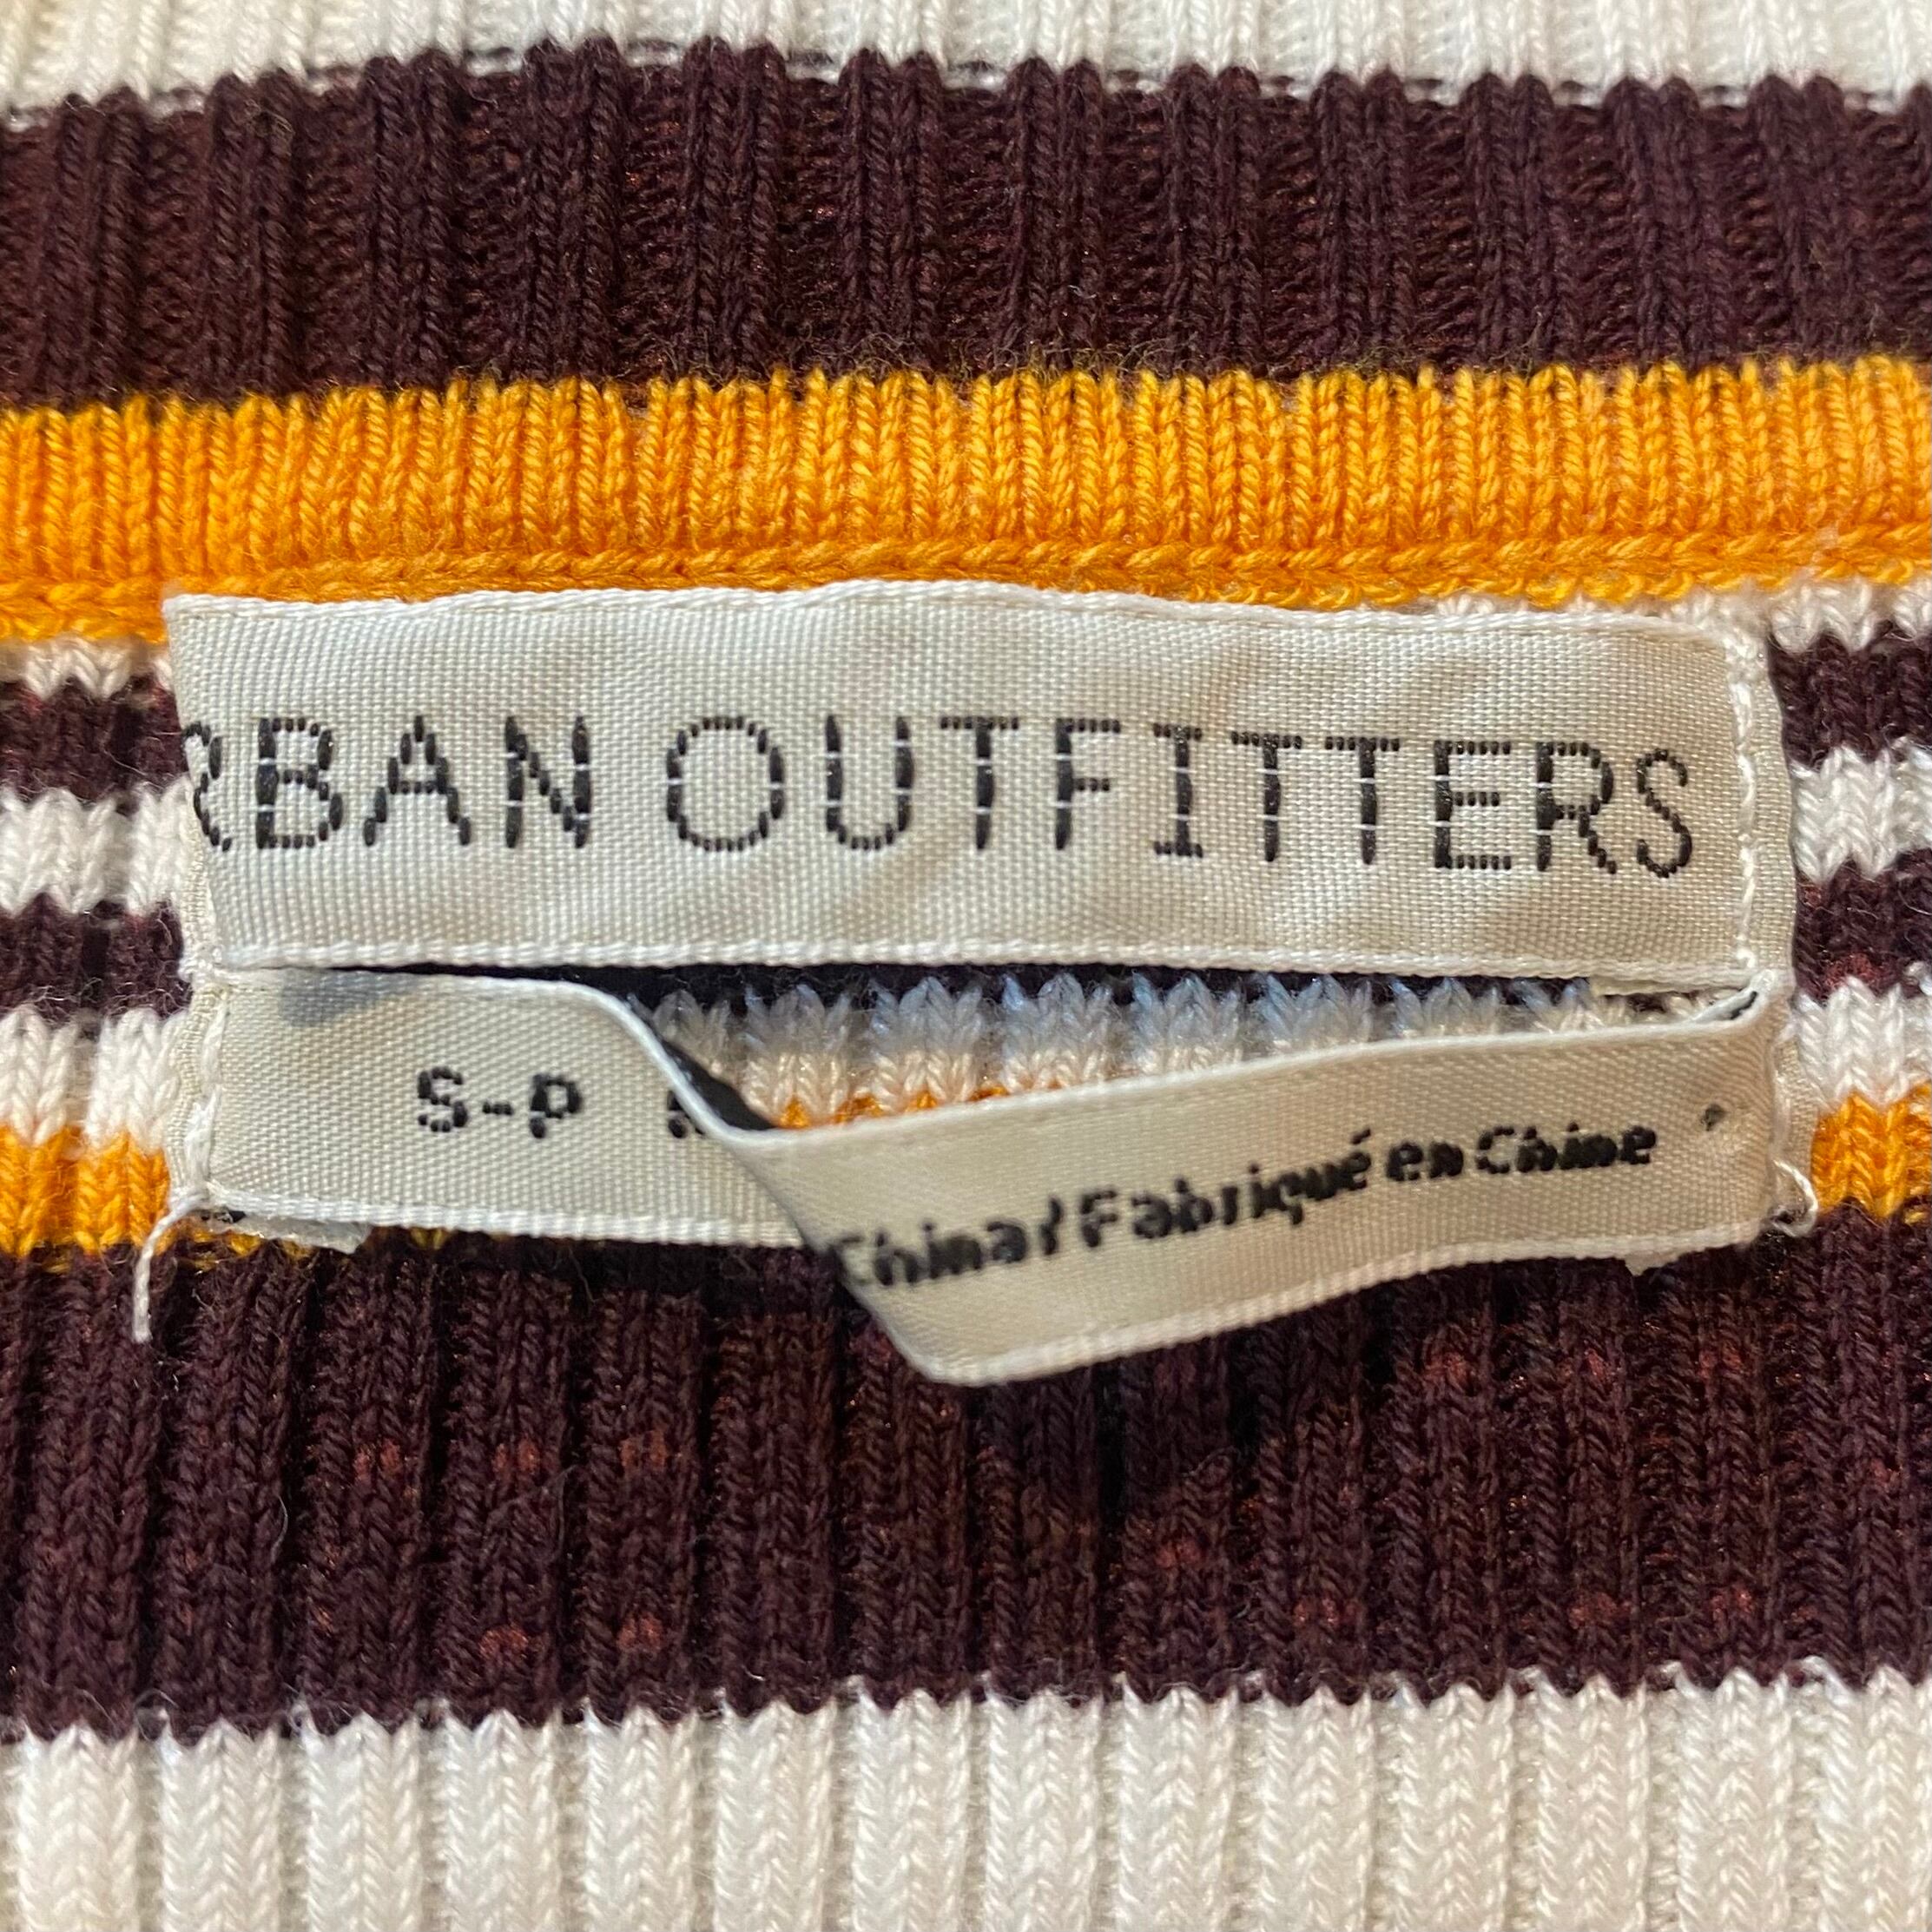 RBAN OUTFITTERS
S-P
China / Fabriqué en Chine